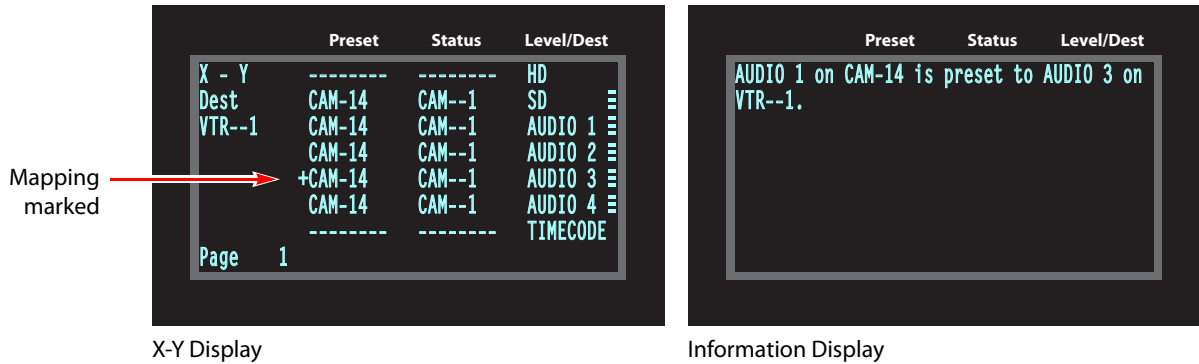 Preset Status Level/Dest
X - Y -------- -------- HD
Dest CAM-14 CAM--1 SD
VTR--1 CAM-14 CAM--1 AUDIO 1
CAM-14 CAM--1 AUDIO 2
+CAM-14 CAM--1 AUDIO 3
CAM-14 CAM--1 AUDIO 4
-------- -------- TIMECODE
Page 1
Mapping
marked
X-Y Display
Preset Status Level/Dest
AUDIO 1 on CAM-14 is preset to AUDIO 3 on
VTR--1.
Information Display